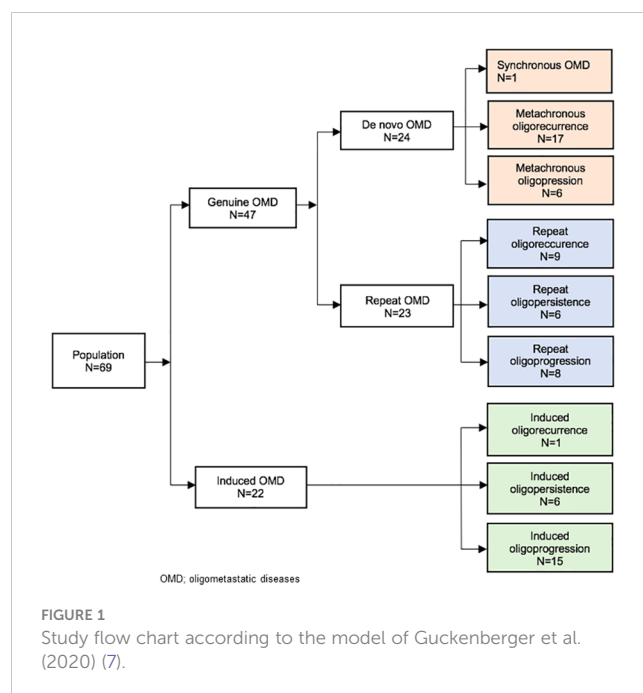 Synchronous OMD
N=1
De novo OMD
N=24
Metachronous
oligorecurrence
N=17
Metachronous
oligopression
N=6
Genuine OMD
N=47
Repeat
oligoreccurence
N=9
Repeat OMD
N=23
Repeat
oligopersistence
N=6
Repeat
oligoprogression
N=8
Population
N=69
Induced
oligorecurrence
N=1
Induced OMD
N=22
Induced
oligopersistence
N=6
Induced
oligoprogression
N=15
OMD; oligometastatic diseases
FIGURE 1
Study flow chart according to the model of Guckenberger et al.
(2020) (7).